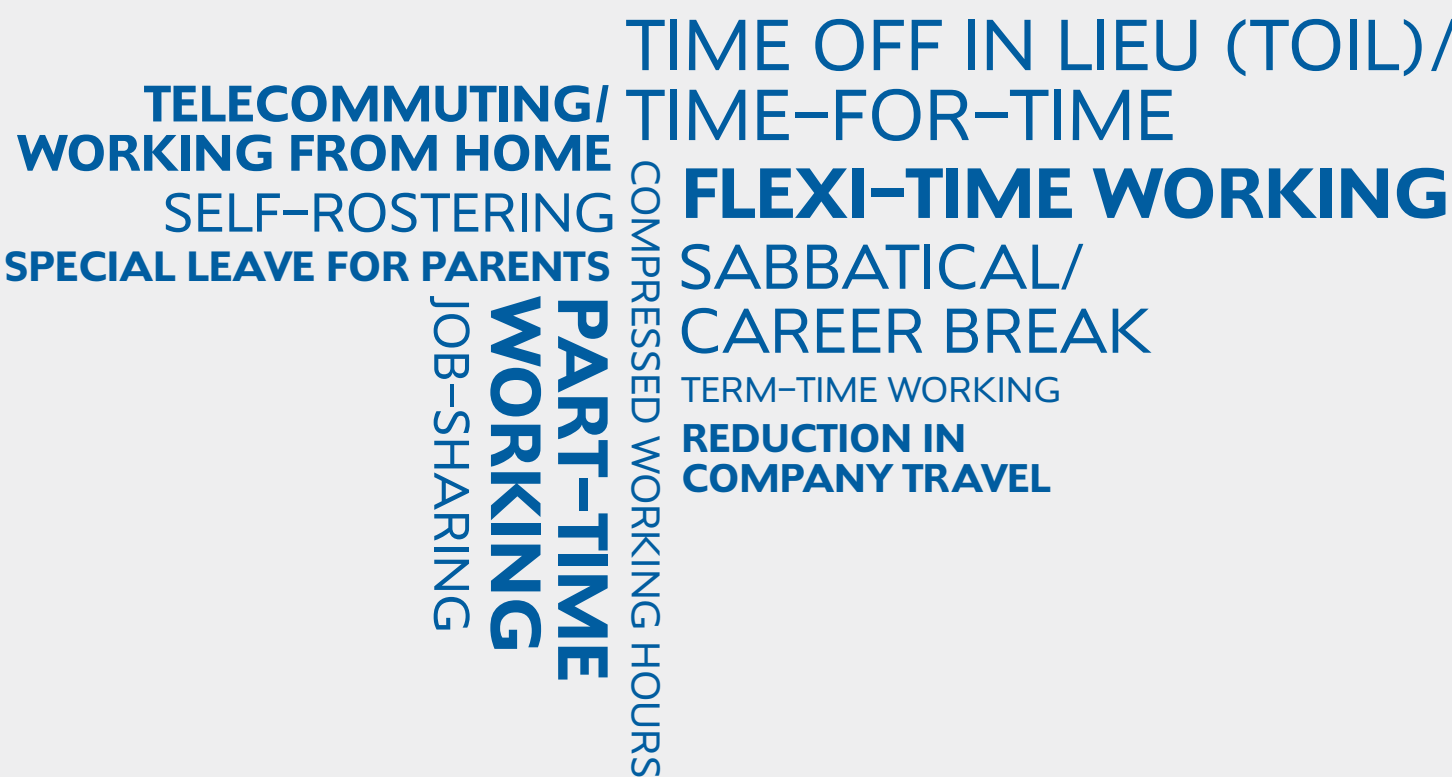 TIME OFF IN LIEU (TOIL)/
TIME–FOR–TIME
TELECOMMUTING/
WORKING FROM HOME
SELF–ROSTERING
SPECIAL LEAVE FOR PARENTS
FLEXI–TIME WORKING
SABBATICAL/
CAREER BREAK
TERM–TIME WORKING
REDUCTION IN
COMPANY TRAVEL
COMPRESSED WORKING HOURS
PART–TIME
WORKING
JOB–SHARING